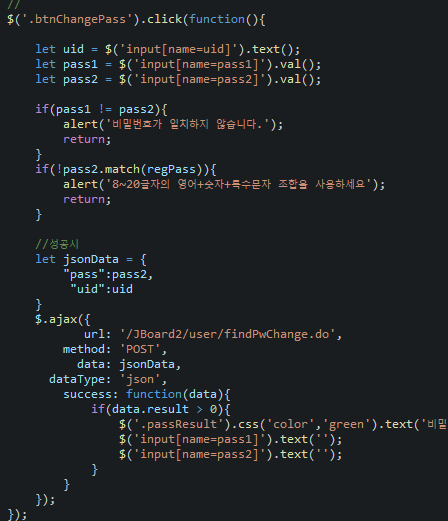 //
$('.btnChangePass').click(function(){
let uid = $('input[name=uid]').text();
let pass1 = $('input[name=pass1]').val();
let pass2 = $('input[name=pass2]').val();
if(pass1 != pass2){
alert('비밀번호가 일치하지 않습니다.');
return;
}
if(!pass2.match(regPass)){
alert('8~20글자의 영어+숫자+특수문자 조합을 사용하세요');
return;
}
//성공시
let jsonData = {
"pass":pass2,
"uid":uid
}
$.ajax({
url: '/JBoard2/user/findPwChange.do',
method: 'POST',
data: jsonData,
dataType: 'json',
success: function(data){
if(data.result > 0){
$('.passResult').css('color','green').text('비밀
$('input[name=pass1]').text('');
$('input[name=pass2]').text('');
}
}
});
});